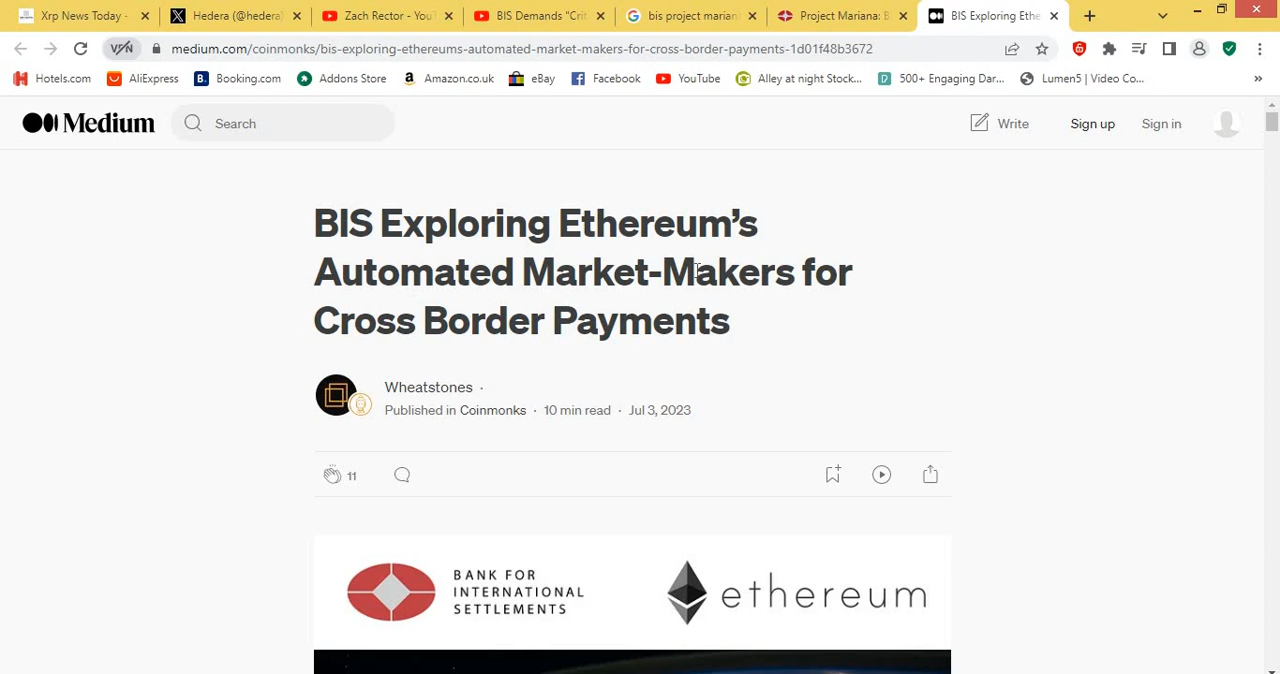 Xrp News Today -
Hedera (@hedera)
Zach Rector - You
BIS Demands "Crit
bis project mariana
Project Mariana: B
BIS Exploring Ethe
VPN
medium.com/coinmonks/bis-exploring-ethereums-automated-market-makers-for-cross-border-payments-1d01f48b3672
Hotels.com
AliExpress
Booking.com
Addons Store
Amazon.co.uk
eBay
Facebook
YouTube
Alley at night Stock...
500+ Engaging Dar...
Lumen5 | Video Co...
»
Medium
Search
Write
Sign up
Sign in
BIS Exploring Ethereum's
Automated Market-Makers for
Cross Border Payments
Wheatstones ·
Published in Coinmonks · 10 min read · Jul 3, 2023
11
BANK FOR
INTERNATIONAL
SETTLEMENTS
ethereum